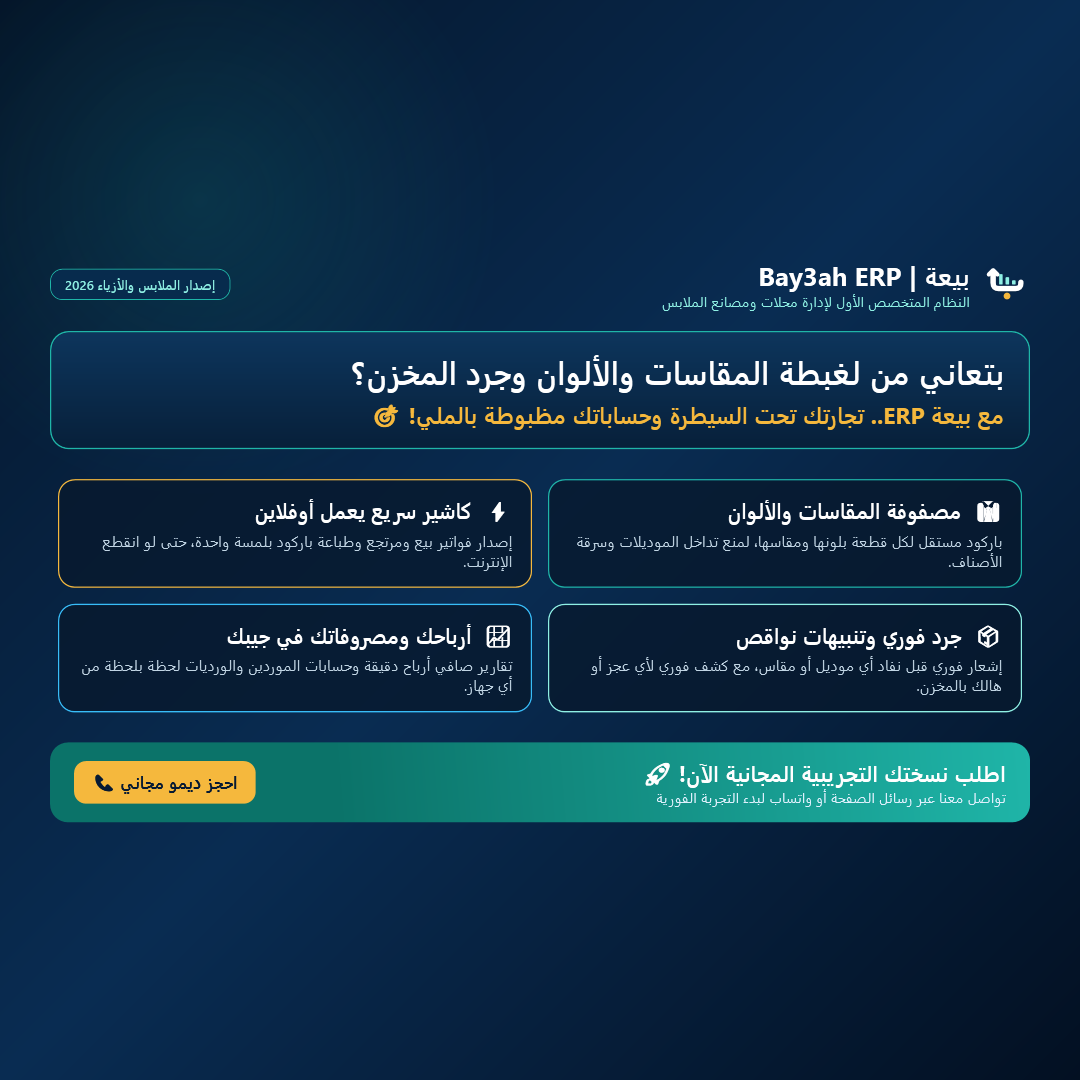 بيعة | Bay3ah ERP
النظام المتخصص الأول لإدارة محلات ومصانع الملابس
إصدار الملابس والأزياء 2026
بتعاني من لغبطة المقاسات والألوان وجرد المخزن؟
مع بيعة ERP.. تجارتك تحت السيطرة وحساباتك مظبوطة بالملي!
مصفوفة المقاسات والألوان
باركود مستقل لكل قطعة بلونها ومقاسها، لمنع تداخل الموديلات وسرقة
الأصناف.
كاشير سريع يعمل أوفلاين
إصدار فواتير بيع ومرتجع وطباعة باركود بلمسة واحدة، حتى لو انقطع
الإنترنت.
جرد فوري وتنبيهات نواقص
إشعار فوري قبل نفاد أي موديل أو مقاس، مع كشف فوري لأي عجز أو
هالك بالمخزن.
أرباحك ومصروفاتك في جيبك
تقارير صافي أرباح دقيقة وحسابات الموردين والورديات لحظة بلحظة من
أي جهاز.
اطلب نسختك التجريبية المجانية الآن!
تواصل معنا عبر رسائل الصفحة أو واتساب لبدء التجربة الفورية
احجز ديمو مجاني